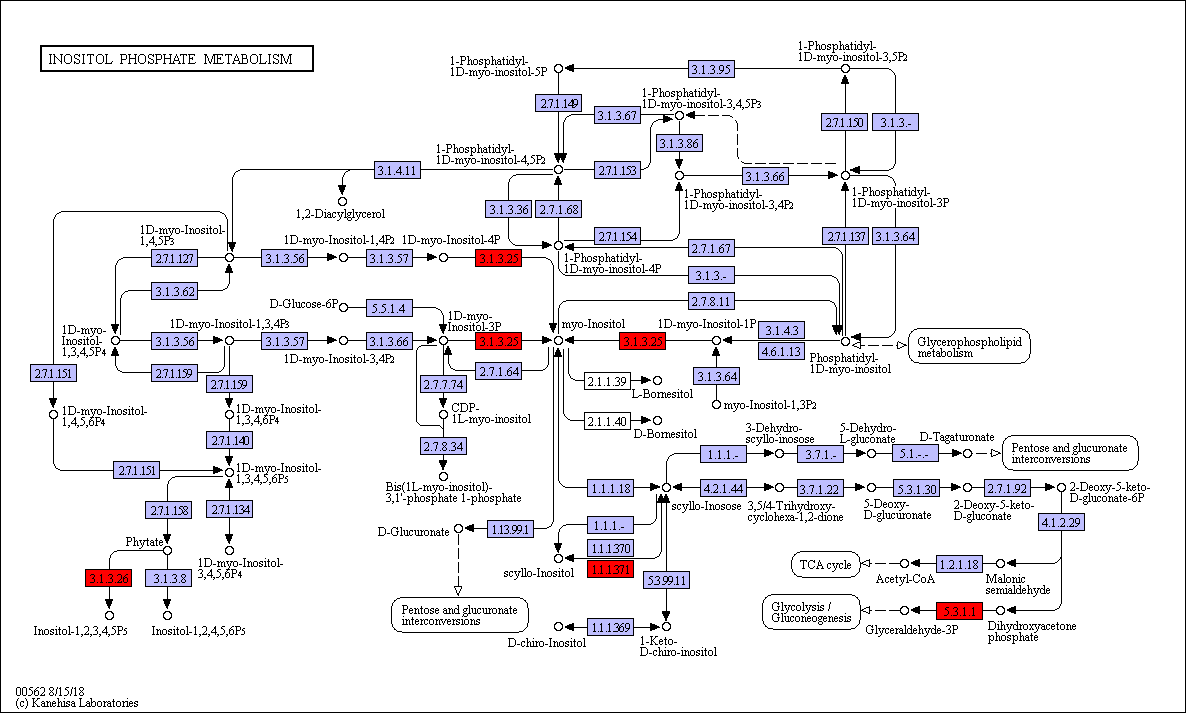 INOSITOL PHOSPHATE METABOLISM
1-Phosphatidyl-
1D-myo-inositol-5P
3.1.3.95
1-Phosphatidyl-
1D-myo-inositol-3,5P2
2.7.1.149
3.1.3.67
1-Phosphatidyl-
1D-myo-inositol-3,4,5P3
2.7.1.150
3.1.3.-
3.1.3.86
1-Phosphatidyl-
1D-myo-inositol-4,5P2
3.1.4.11
2.7.1.153
3.1.3.66
1,2-Diacylglycerol
3.1.3.36
2.7.1.68
1-Phosphatidyl-
1D-myo-inositol-3,4P2
1-Phosphatidyl-
1D-myo-inositol-3P
2.7.1.154
2.7.1.137
3.1.3.64
1D-myo-Inositol-
1,4,5P3
1D-myo-Inositol-1,4P2
1D-myo-Inositol-4P
2.7.1.67
2.7.1.127
3.1.3.56
3.1.3.57
3.1.3.25
1-Phosphatidyl-
1D-myo-inositol-4P
3.1.3.-
3.1.3.62
D-Glucose-6P
5.5.1.4
2.7.8.11
1D-myo-
Inositol-
1,3,4,5P4
1D-myo-Inositol-1,3,4P3
1D-myo-
Inositol-3P
myo-Inositol
1D-myo-Inositol-1P
3.1.4.3
3.1.3.56
3.1.3.57
3.1.3.66
3.1.3.25
3.1.3.25
4.6.1.13
Glycerophospholipid
metabolism
1D-myo-Inositol-3,4P2
Phosphatidyl-
1D-myo-inositol
2.7.1.151
2.7.1.159
2.7.1.159
2.7.1.64
2.7.7.74
2.1.1.39
L-Bornesitol
3.1.3.64
1D-myo-Inositol-
1,4,5,6P4
1D-myo-Inositol-
1,3,4,6P4
CDP-
1L-myo-inositol
2.1.1.40
D-Bornesitol
myo-Inositol-1,3P2
2.7.1.140
2.7.8.34
3-Dehydro-
scyllo-inosose
5-Dehydro-
L-gluconate
D-Tagaturonate
2.7.1.151
1D-myo-Inositol-
1,3,4,5,6P5
1.1.1.-
3.7.1.-
5.1.-.-
Pentose and glucuronate
interconversions
Bis(1L-myo-inositol)-
3,1'-phosphate 1-phosphate
1.1.1.18
4.2.1.44
3.7.1.22
5.3.1.30
2.7.1.92
2-Deoxy-5-keto-
D-gluconate-6P
scyllo-Inosose
3,5/4-Trihydroxy-
cyclohexa-1,2-dione
5-Deoxy-
D-glucuronate
2-Deoxy-5-keto-
D-gluconate
2.7.1.158
2.7.1.134
D-Glucuronate
1.13.99.1
1.1.1.-
4.1.2.29
Phytate
1D-myo-Inositol-
3,4,5,6P4
1.1.1.370
scyllo-Inositol
1.1.1.371
TCA cycle
1.2.1.18
Acetyl-CoA
Malonic
semialdehyde
3.1.3.26
3.1.3.8
5.3.99.11
Pentose and glucuronate
interconversions
Glycolysis /
Gluconeogenesis
5.3.1.1
Glyceraldehyde-3P
Dihydroxyacetone
phosphate
Inositol-1,2,3,4,5P5
Inositol-1,2,4,5,6P5
D-chiro-Inositol
1.1.1.369
1-Keto-
D-chiro-inositol
00562 8/15/18
(c) Kanehisa Laboratories